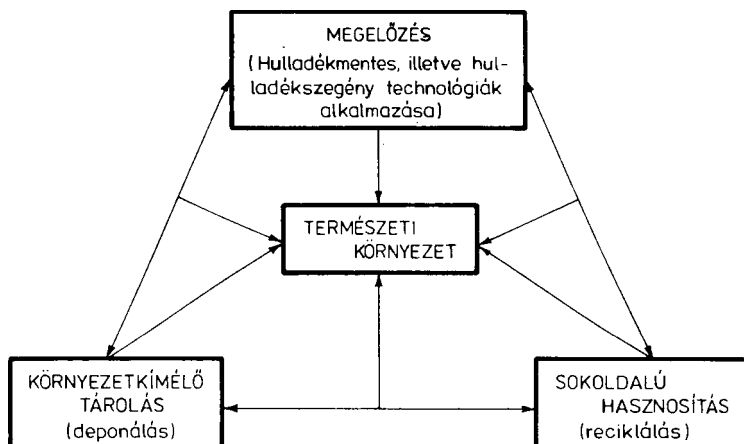 MEGELŐZÉS
(Hulladékmentes, illetve hul-
ladékszegény technológiák
alkalmazása)
TERMÉSZETI
KÖRNYEZET
KÖRNYEZETKÍMÉLŐ
TÁROLÁS
(deponálás)
SOKOLDALÚ
HASZNOSÍTÁS
(reciklálás)